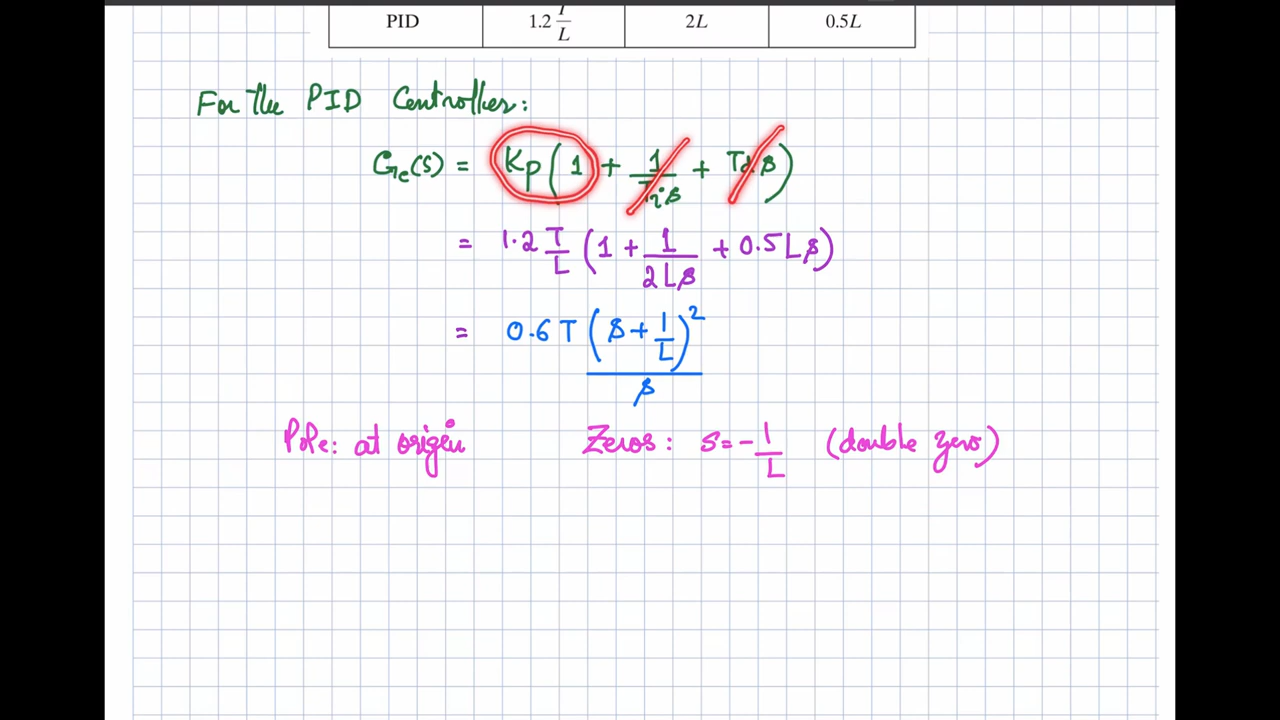 PID 1.2 T/L 2L 0.5L
For the PID Controller:
Gc(s) = Kp(1 + 1/(Tis) + Tds)
= 1.2 T/L (1 + 1/(2Ls) + 0.5Ls)
= 0.6T (s + 1/L)²/s
Pole: at origin Zeros: s = -1/L (double zero)